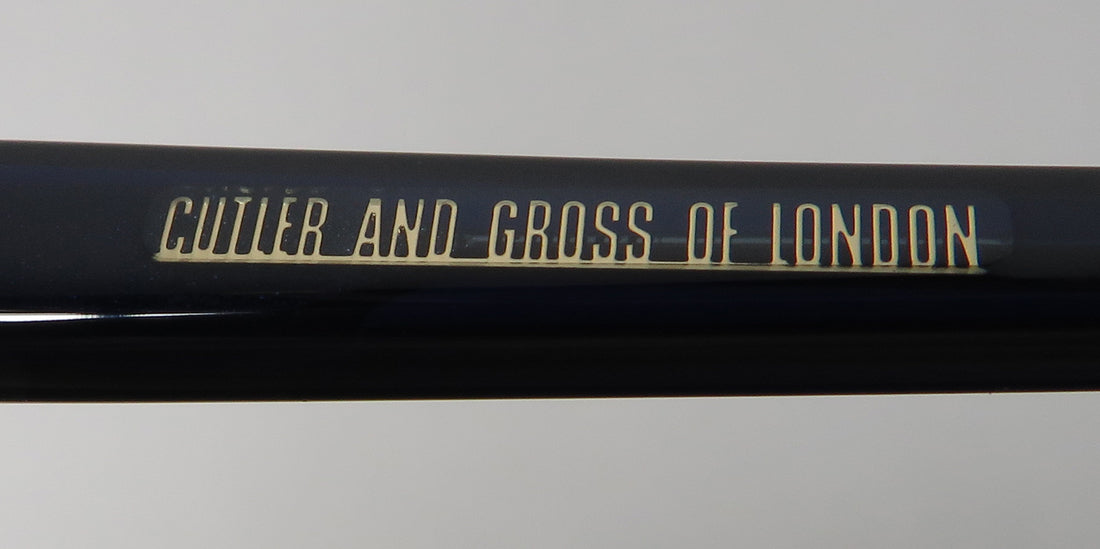 CUTLER AND GROSS OF LONDON